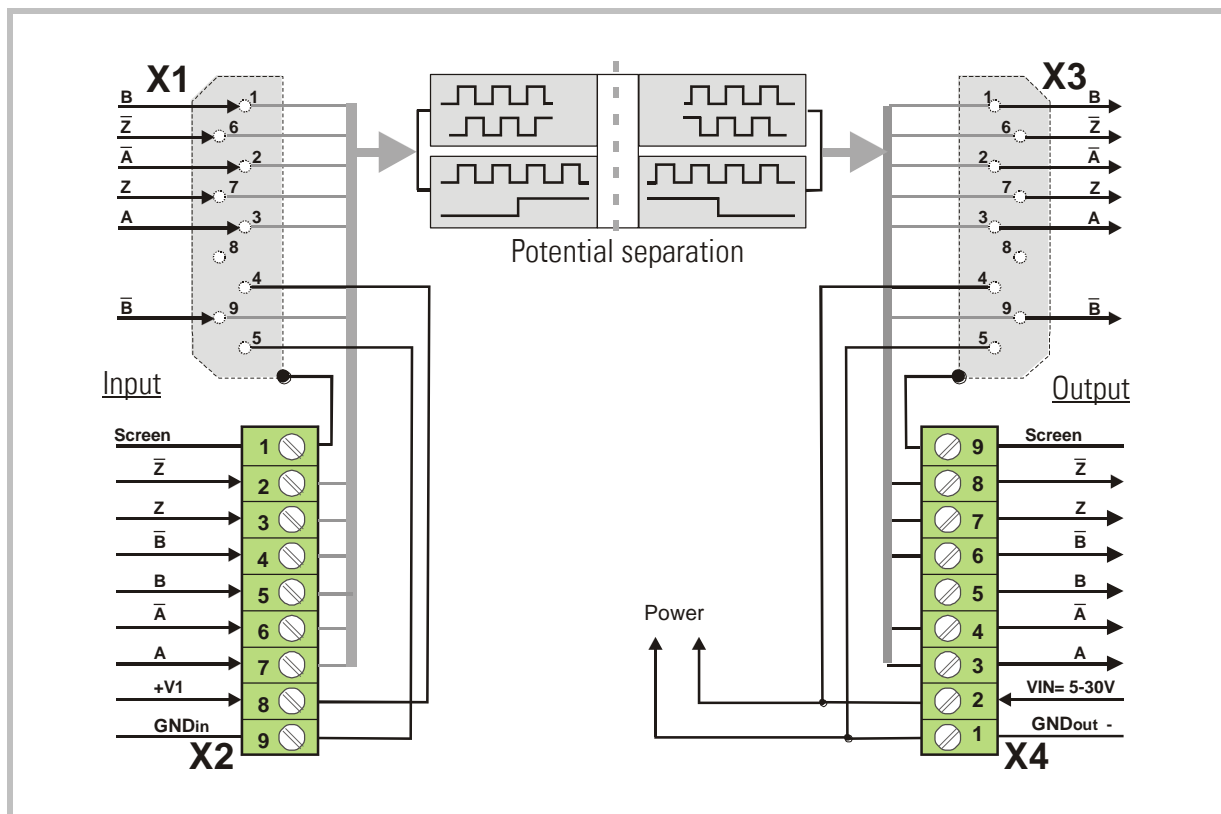 X1
B
1
Z̅
6
A̅
2
Z
7
A
3
8
4
B̅
9
5
Input
Potential separation
X3
1
B
6
Z̅
2
A̅
7
Z
3
A
8
4
9
B̅
5
Output
Screen
1
Z̅
2
Z
3
B̅
4
B
5
A̅
6
A
7
+V1
8
GNDin
9
X2
Power
9
Screen
8
Z̅
7
Z
6
B̅
5
B
4
A̅
3
A
2
VIN= 5-30V
1
GNDout -
X4